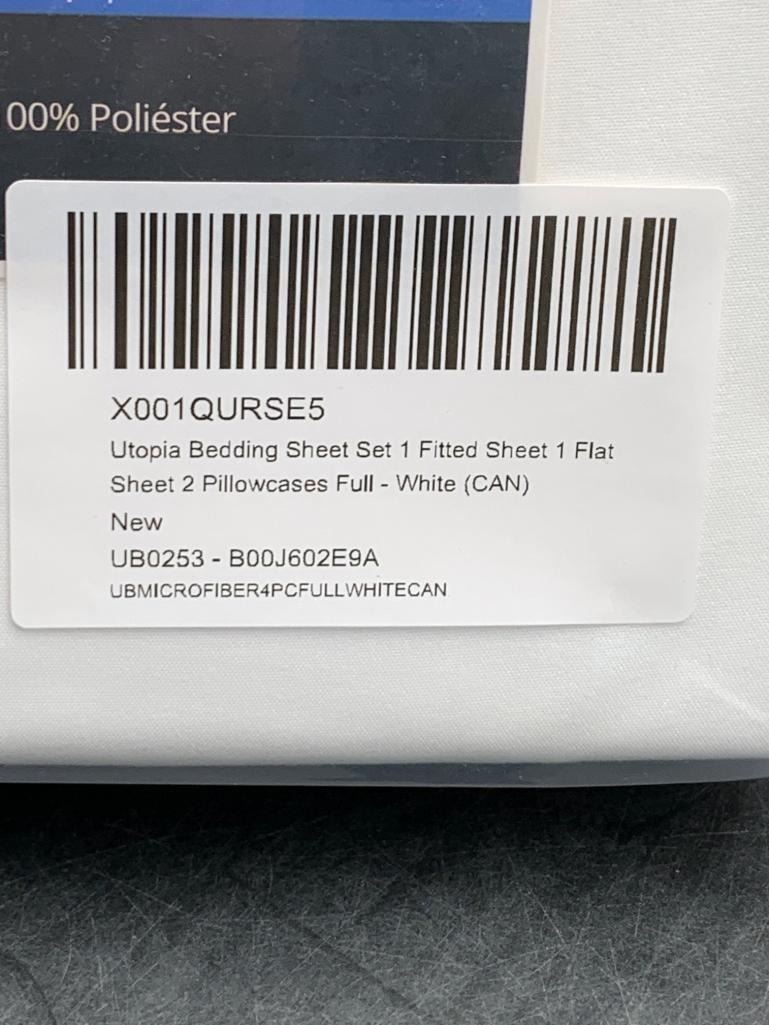 00% Poliéster
X001QURSE5
Utopia Bedding Sheet Set 1 Fitted Sheet 1 Flat
Sheet 2 Pillowcases Full - White (CAN)
New
UB0253 - B00J602E9A
UBMICROFIBER4PCFULLWHITECAN